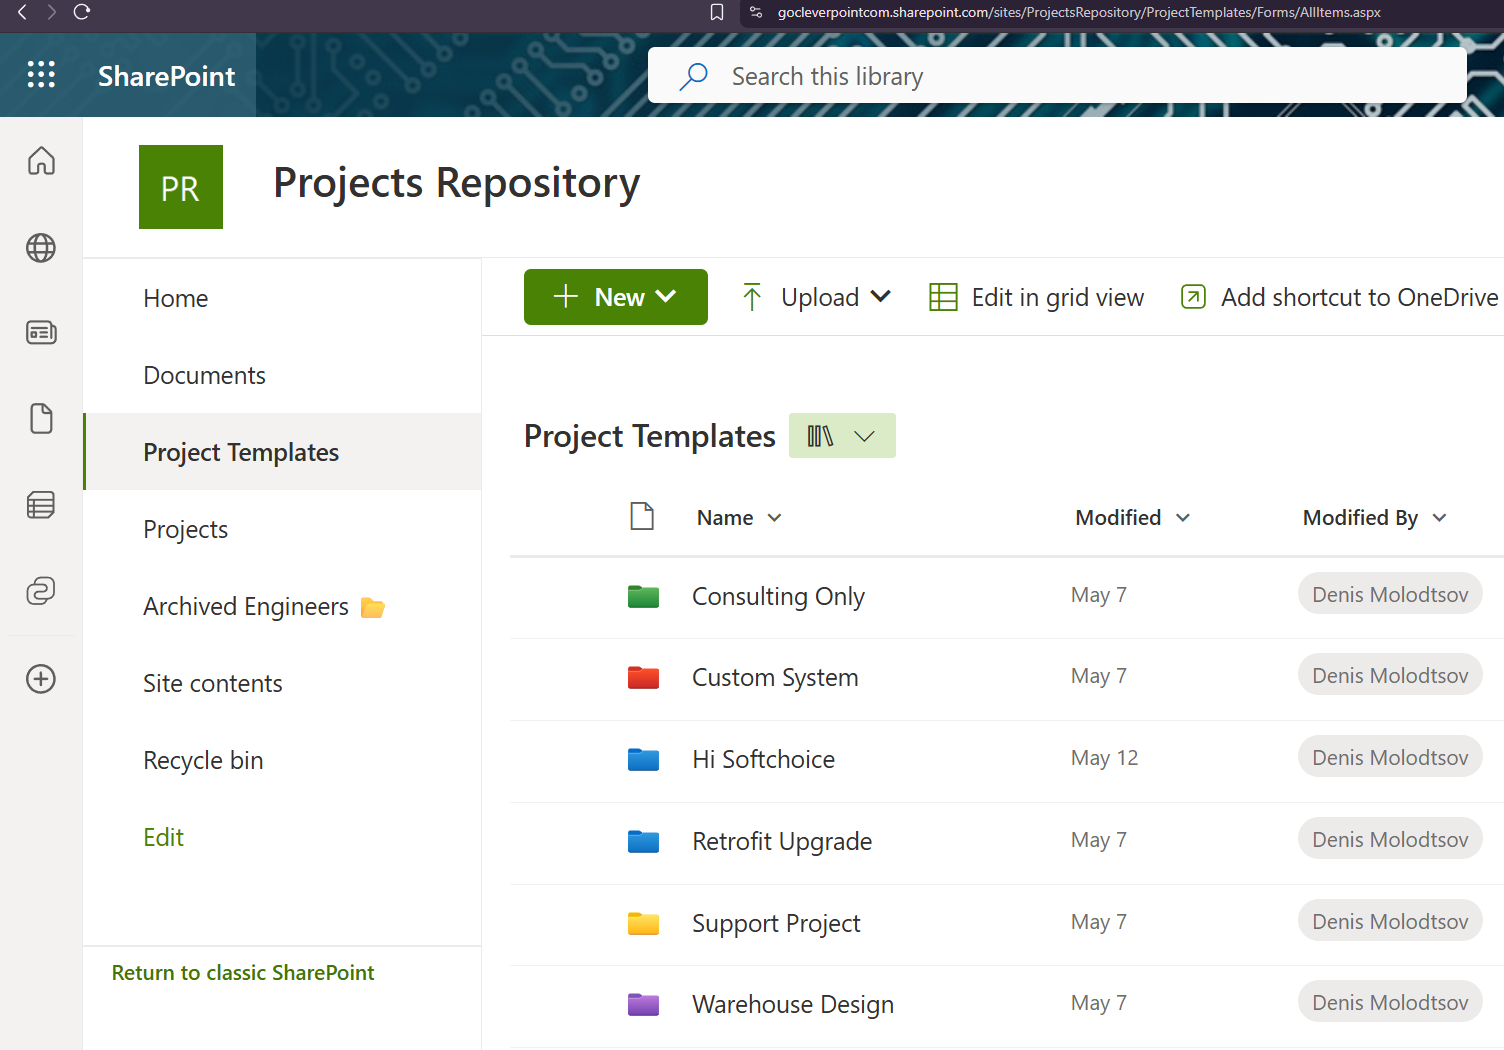 gocleverpointcom.sharepoint.com/sites/ProjectsRepository/ProjectTemplates/Forms/AllItems.aspx
SharePoint
Search this library
PR
Projects Repository
Home
Documents
Project Templates
Projects
Archived Engineers
Site contents
Recycle bin
Edit
Return to classic SharePoint
New
Upload
Edit in grid view
Add shortcut to OneDrive
Project Templates
Name Modified Modified By
Consulting Only May 7 Denis Molodtsov
Custom System May 7 Denis Molodtsov
Hi Softchoice May 12 Denis Molodtsov
Retrofit Upgrade May 7 Denis Molodtsov
Support Project May 7 Denis Molodtsov
Warehouse Design May 7 Denis Molodtsov